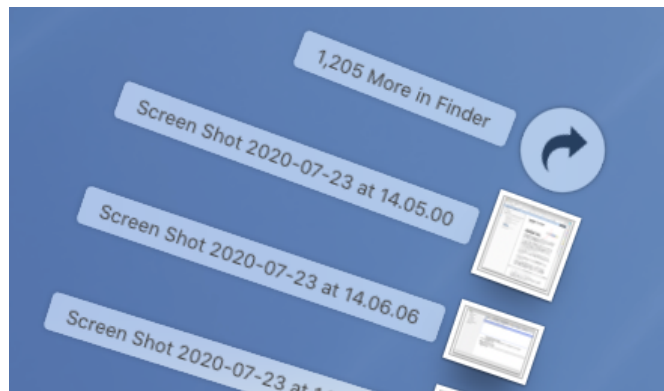 1,205 More in Finder
Screen Shot 2020-07-23 at 14.05.00
Screen Shot 2020-07-23 at 14.06.06
Screen Shot 2020-07-23 at